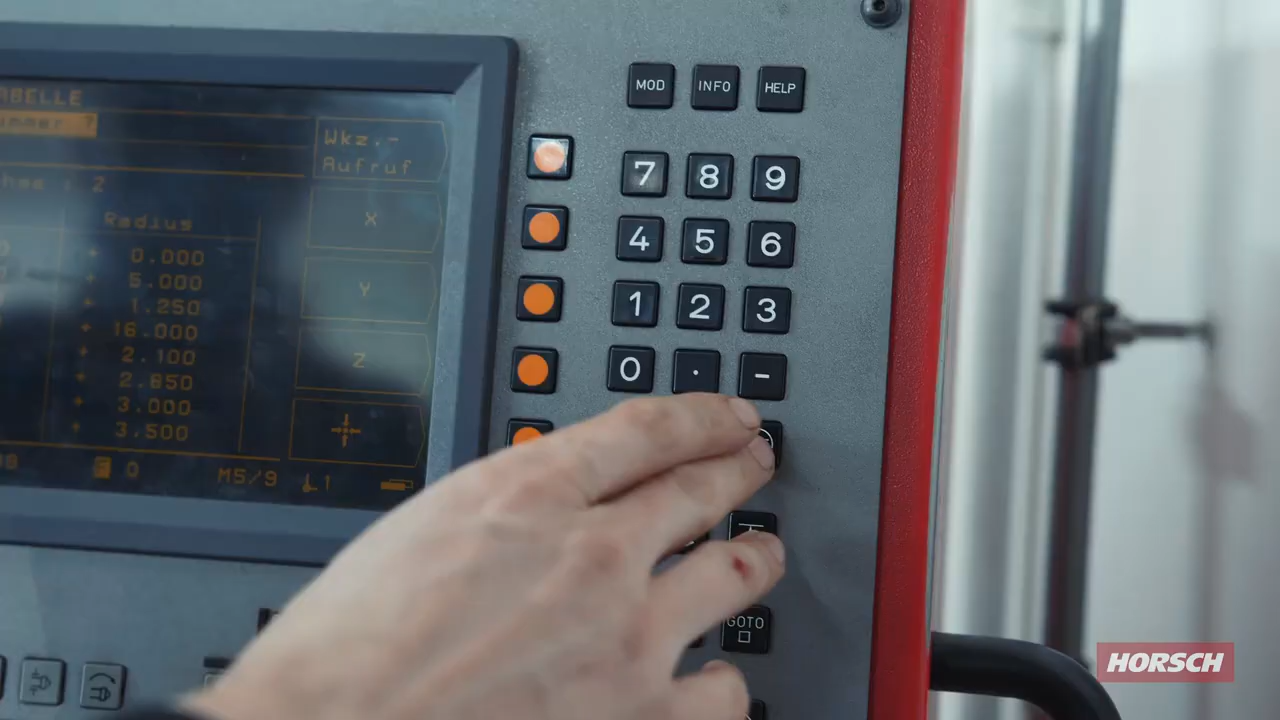 MOD INFO HELP
ABELLE
Wkz.-
Aufruf
7 8 9
: 2
X
Radius
4 5 6
+ 0.000
+ 5.000
Y
+ 1.250
1 2 3
+ 16.000
+ 2.100
Z
0 . -
+ 2.850
+ 3.000
+ 3.500
F 0
M5/9
1
GOTO
HORSCH